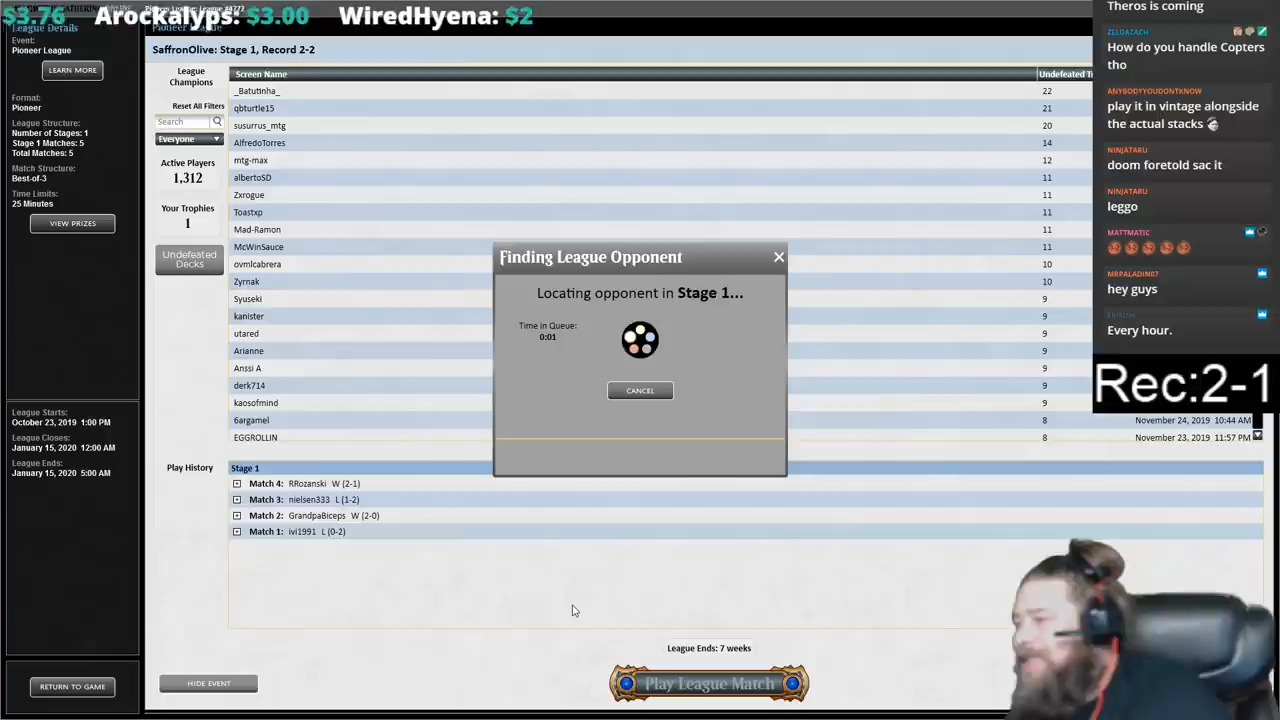 $3.76 Arockalyps: $3.00 WiredHyena: $2
League Details
Event:
Pioneer League
LEARN MORE
Format:
Pioneer
League Structure:
Number of Stages: 1
Stage 1 Matches: 5
Total Matches: 5
Match Structure:
Best-of-3
Time Limits:
25 Minutes
VIEW PRIZES
League Starts:
October 23, 2019 1:00 PM
League Closes:
January 15, 2020 12:00 AM
League Ends:
January 15, 2020 5:00 AM
RETURN TO GAME
Pioneer League
SaffronOlive: Stage 1, Record 2-2
League
Champions
Reset All Filters
Search
Everyone
Active Players
1,312
Your Trophies
1
Undefeated
Decks
Screen Name Undefeated Tr
_Batutinha_ 22
qbturtle15 21
susurrus_mtg 20
AlfredoTorres 14
mtg-max 12
albertoSD 11
Zxrogue 11
Toastxp 11
Mad-Ramon 11
McWinSauce 11
ovmlcabrera 10
Zyrnak 10
Syuseki 9
kanister 9
utared 9
Arianne 9
Anssi A 9
derk714 9
kaosofmind 9
6argamel 8 November 24, 2019 10:44 AM
EGGROLLIN 8 November 23, 2019 11:57 PM
Finding League Opponent
Locating opponent in Stage 1...
Time in Queue:
0:01
CANCEL
Play History
Stage 1
Match 4: RRozanski W (2-1)
Match 3: nielsen333 L (1-2)
Match 2: GrandpaBiceps W (2-0)
Match 1: ivi1991 L (0-2)
League Ends: 7 weeks
HIDE EVENT
Play League Match
Theros is coming
ZELDAZACH
How do you handle Copters
tho
ANYBODYYOUDONTKNOW
play it in vintage alongside
the actual stacks
NINJATARU
doom foretold sac it
NINJATARU
leggo
MATTMATIC
MRPALADIN87
hey guys
Every hour.
Rec:2-1